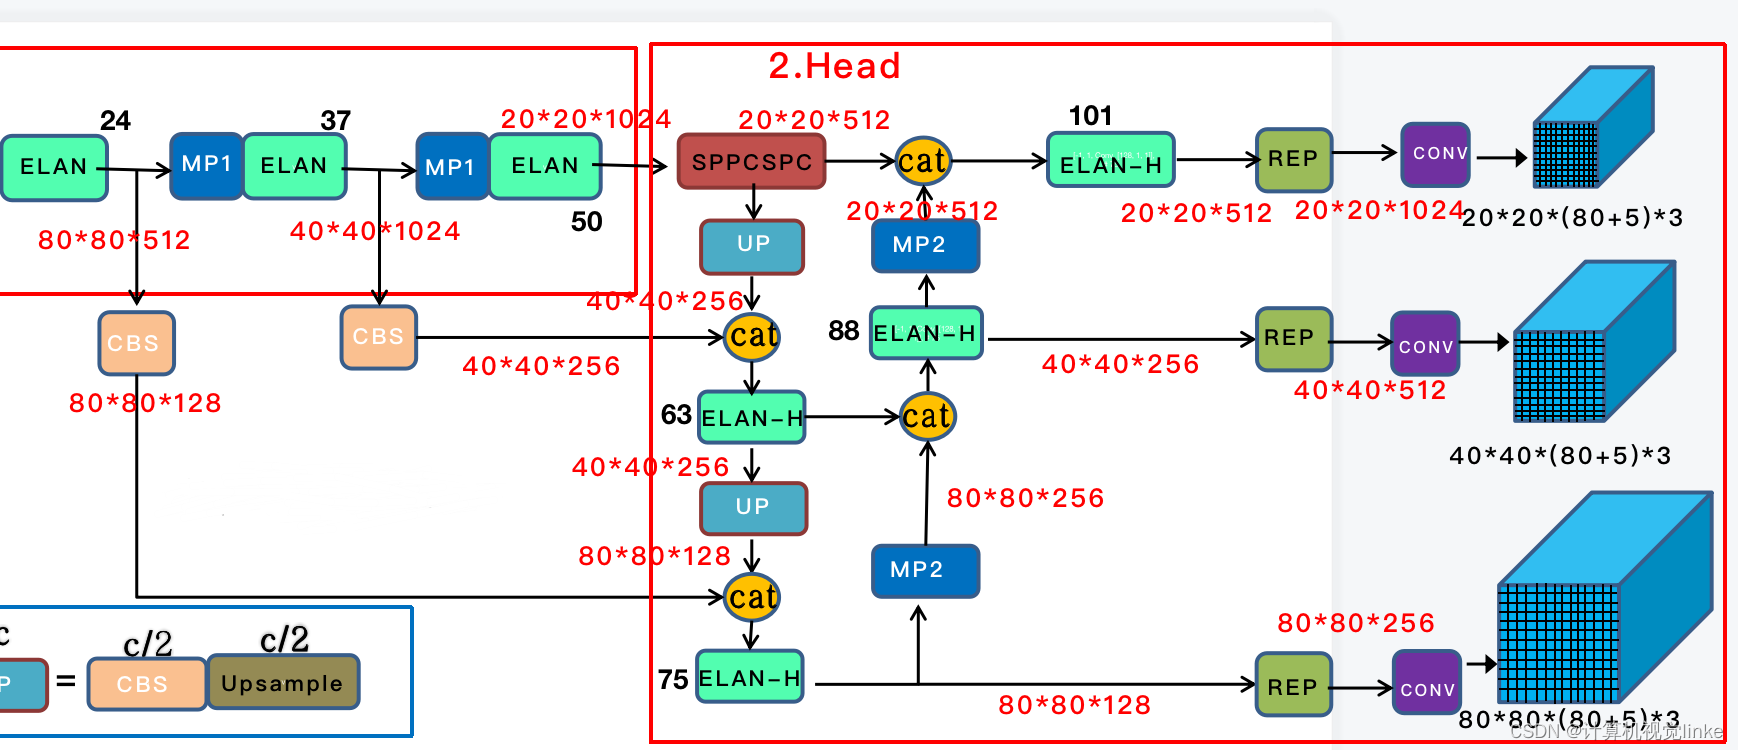 2.Head
24
37
20*20*1024
20*20*512
101
ELAN
MP1
ELAN
MP1
ELAN
SPPCSPC
cat
ELAN-H
REP
CONV
80*80*512
40*40*1024
50
20*20*512
20*20*512
20*20*1024
20*20*(80+5)*3
UP
MP2
40*40*256
CBS
CBS
cat
88
ELAN-H
REP
CONV
40*40*256
40*40*256
40*40*512
80*80*128
63
ELAN-H
cat
40*40*(80+5)*3
40*40*256
UP
80*80*256
80*80*128
MP2
cat
80*80*256
c
c/2
c/2
P
=
CBS
Upsample
75
ELAN-H
REP
CONV
80*80*128
80*80*(80+5)*3
CSDN @计算机视觉linke